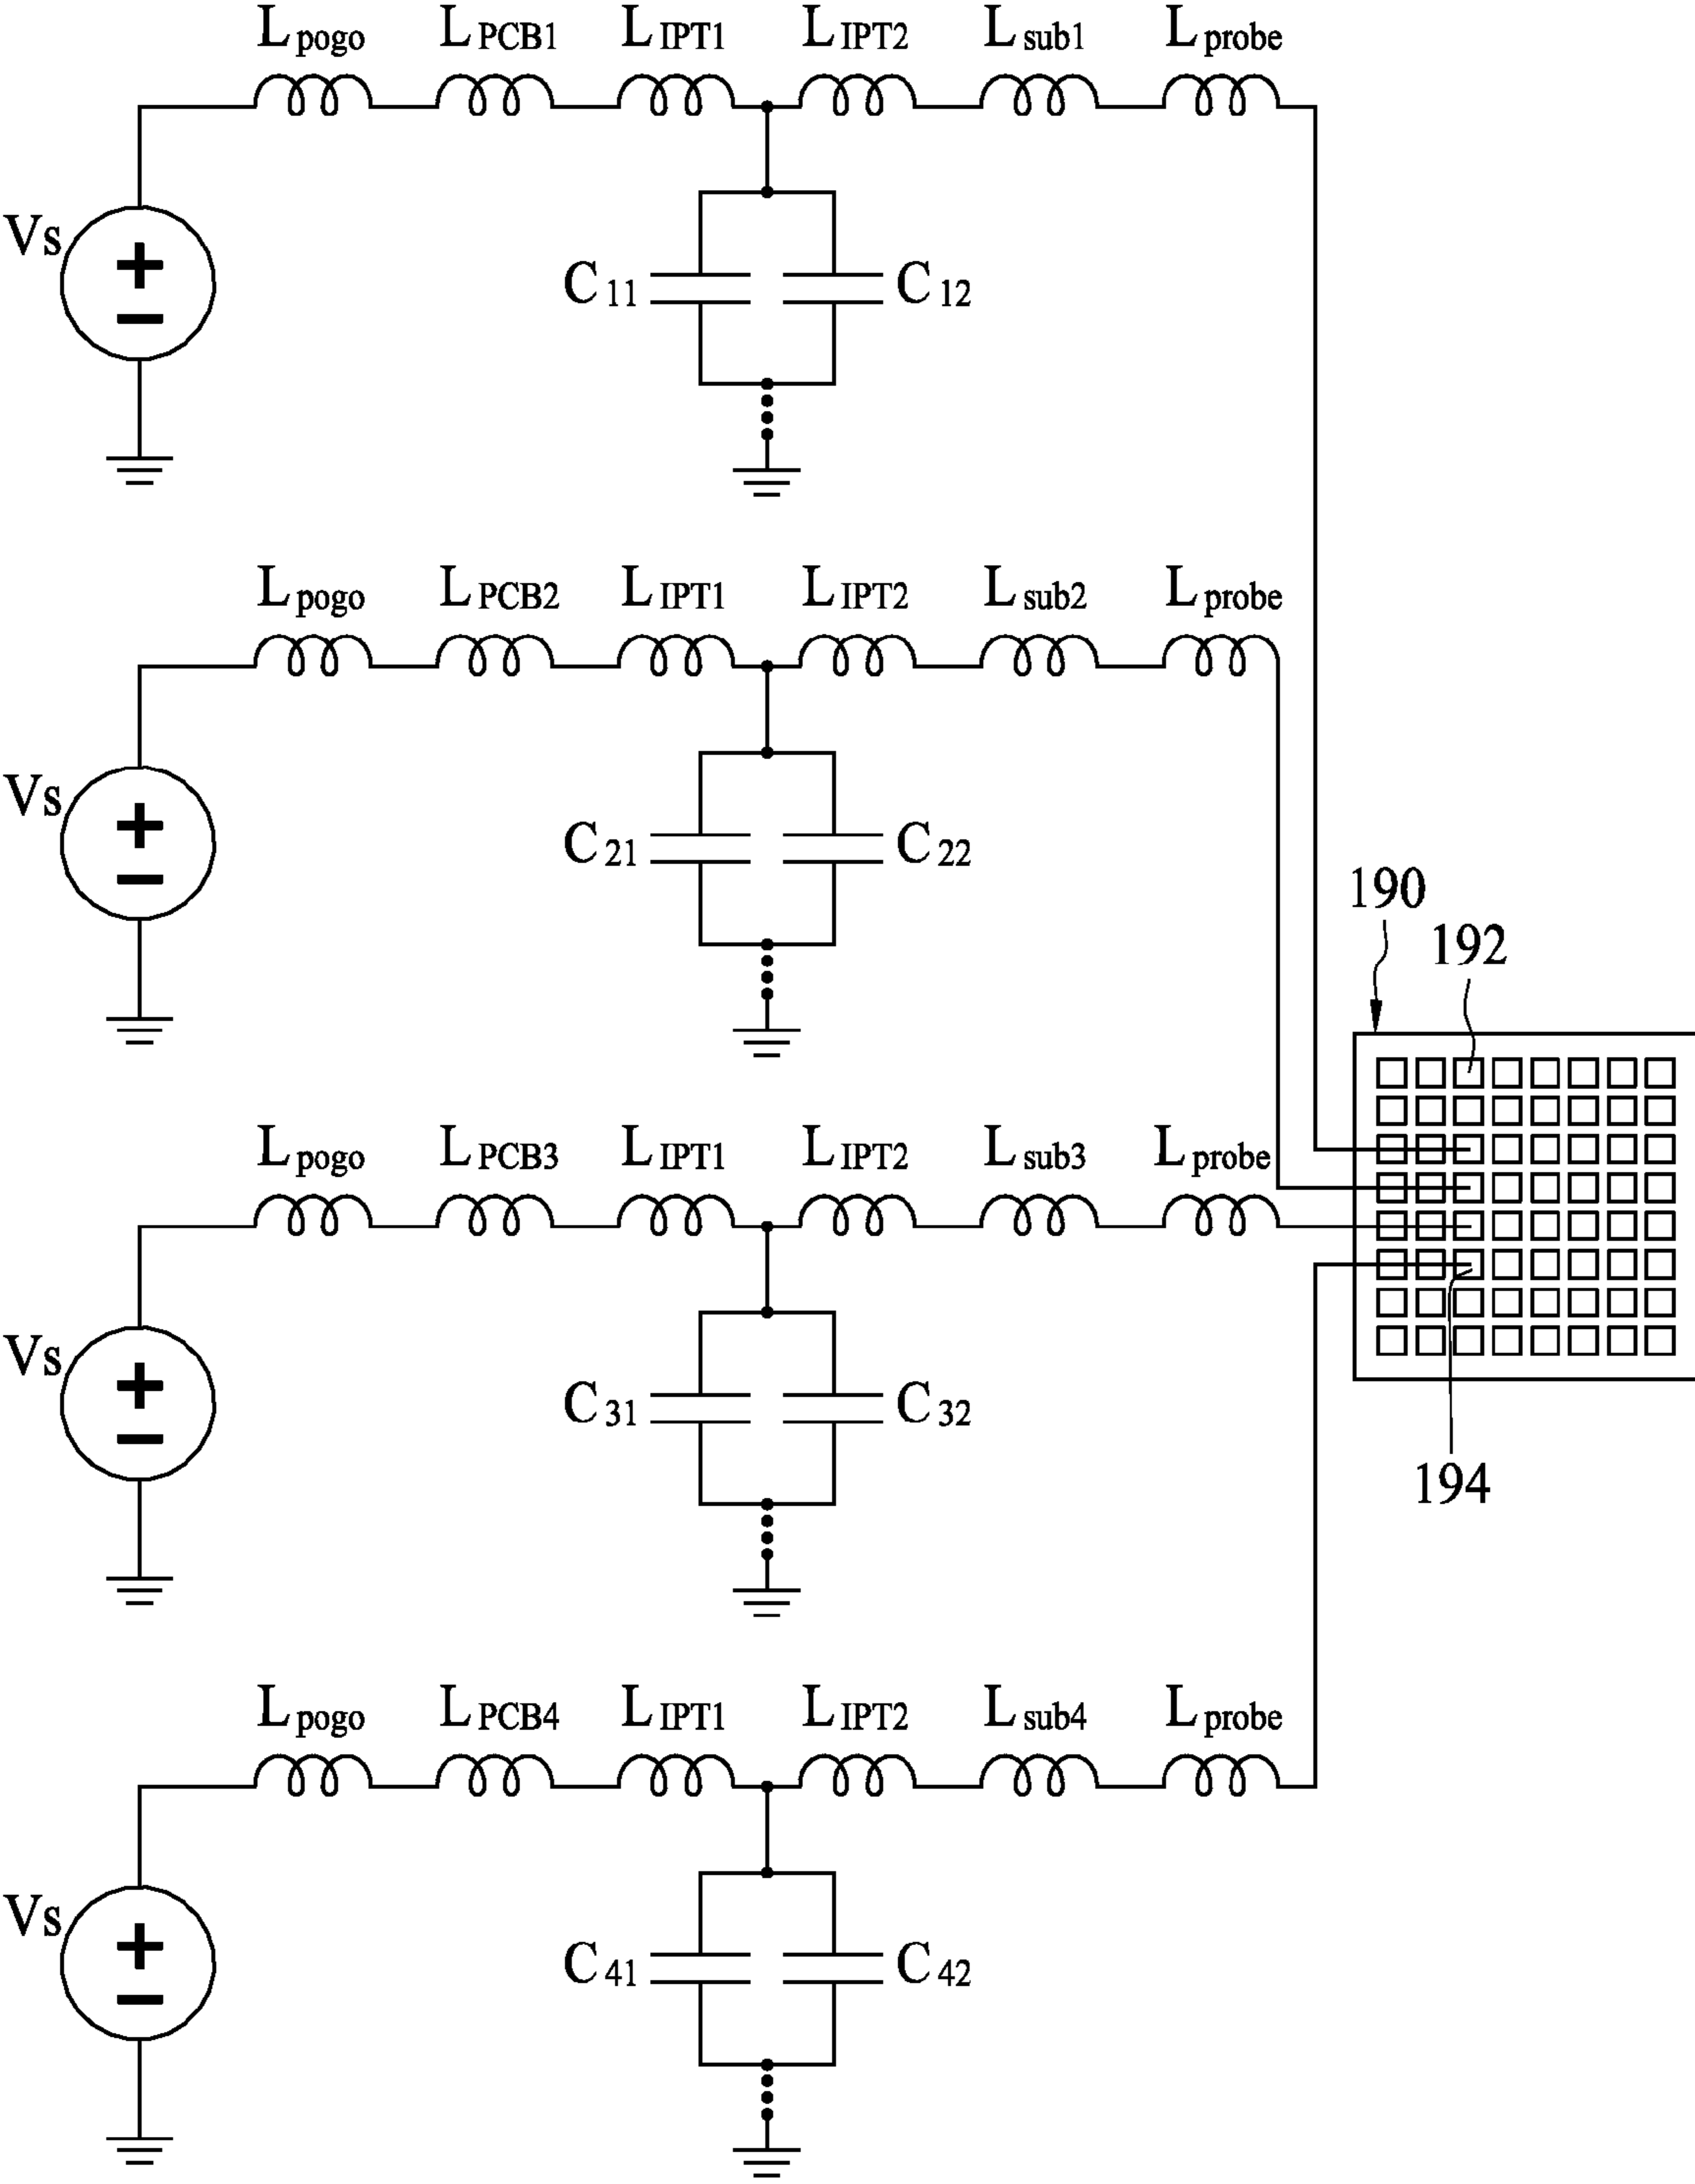 Lpogo LPCB1 LIPT1 LIPT2 Lsub1 Lprobe
Vs
C11 C12
Lpogo LPCB2 LIPT1 LIPT2 Lsub2 Lprobe
Vs
C21 C22
190
192
Lpogo LPCB3 LIPT1 LIPT2 Lsub3 Lprobe
Vs
C31 C32
194
Lpogo LPCB4 LIPT1 LIPT2 Lsub4 Lprobe
Vs
C41 C42